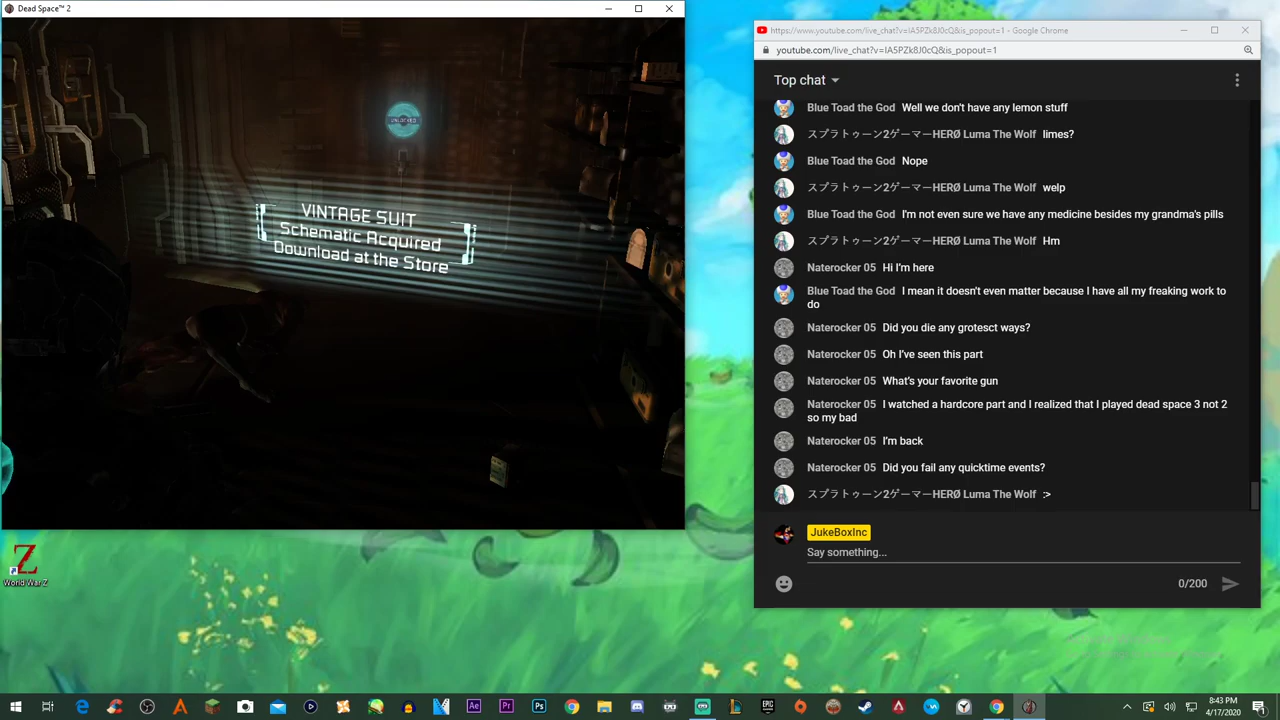 Dead Space™ 2
UNLOCKED
VINTAGE SUIT
Schematic Acquired
Download at the Store
World War Z
https://www.youtube.com/live_chat?v=IA5PZk8J0cQ&is_popout=1 - Google Chrome
youtube.com/live_chat?v=IA5PZk8J0cQ&is_popout=1
Top chat
Blue Toad the God Well we don't have any lemon stuff
スプラトゥーン2ゲーマーHERØ Luma The Wolf limes?
Blue Toad the God Nope
スプラトゥーン2ゲーマーHERØ Luma The Wolf welp
Blue Toad the God I'm not even sure we have any medicine besides my grandma's pills
スプラトゥーン2ゲーマーHERØ Luma The Wolf Hm
Naterocker 05 Hi I'm here
Blue Toad the God I mean it doesn't even matter because I have all my freaking work to
do
Naterocker 05 Did you die any grotesct ways?
Naterocker 05 Oh I've seen this part
Naterocker 05 What's your favorite gun
Naterocker 05 I watched a hardcore part and I realized that I played dead space 3 not 2
so my bad
Naterocker 05 I'm back
Naterocker 05 Did you fail any quicktime events?
スプラトゥーン2ゲーマーHERØ Luma The Wolf :>
JukeBoxInc
Say something...
0/200
Ae
Pr
Ps
EPIC
GAMES
8:43 PM
4/17/2020